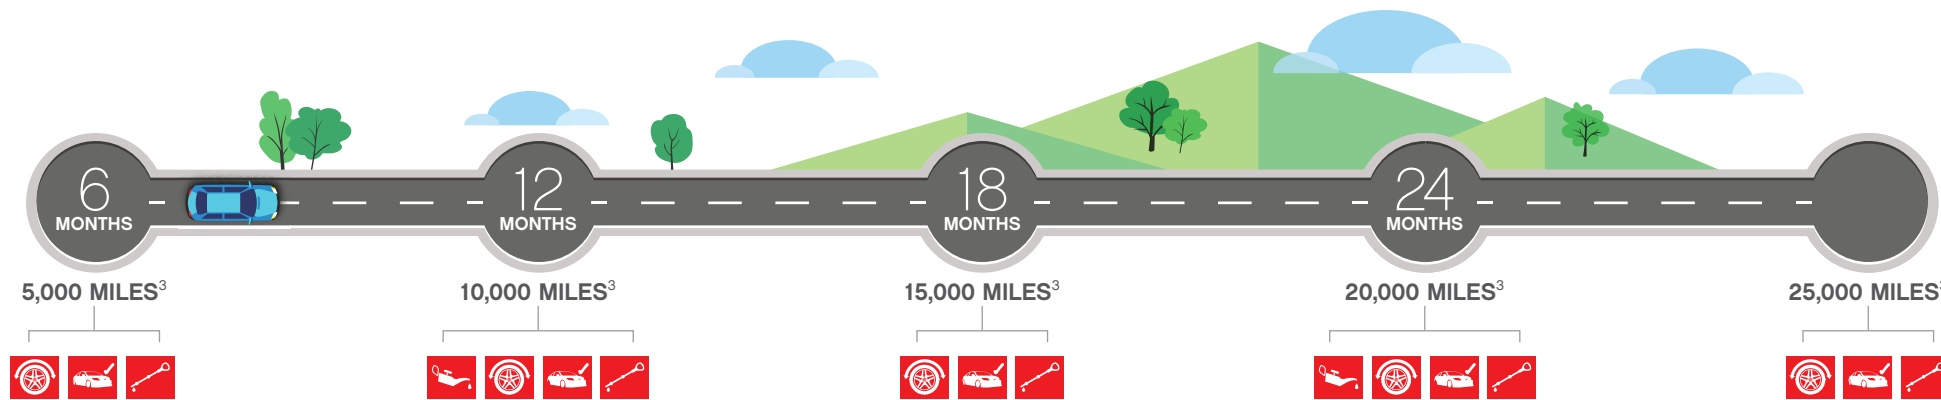 6
MONTHS
12
MONTHS
18
MONTHS
24
MONTHS
5,000 MILES³
10,000 MILES³
15,000 MILES³
20,000 MILES³
25,000 MILES³